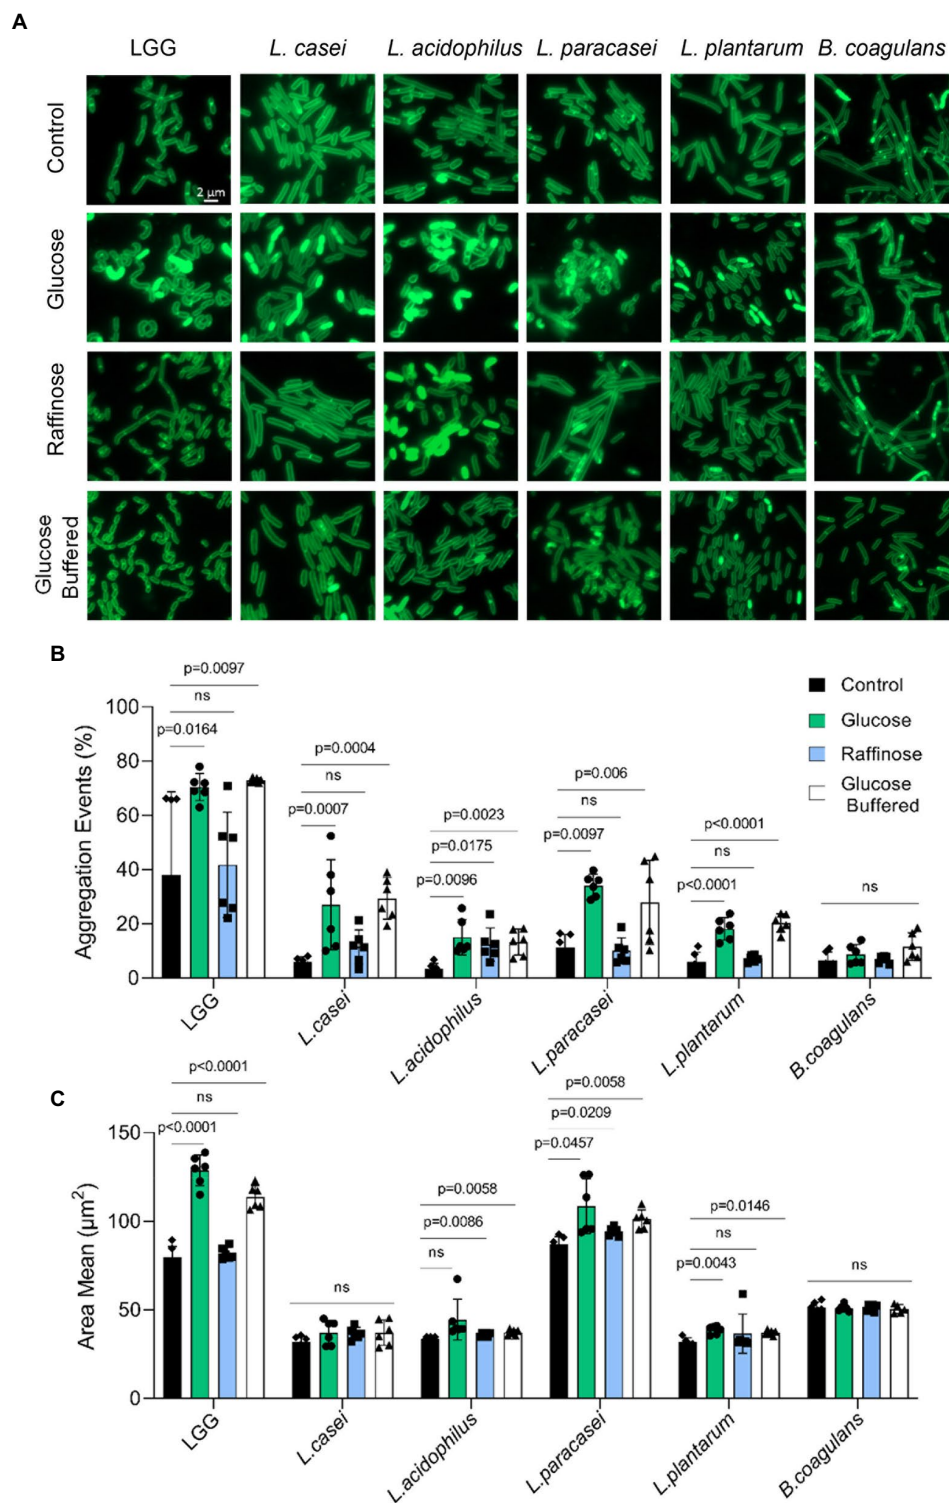 A
LGG
L. casei
L. acidophilus
L. paracasei
L. plantarum
B. coagulans
Control
2 μm
Glucose
Raffinose
Glucose
Buffered
B
Aggregation Events (%)
100
80
60
40
20
0
p=0.0097
ns
p=0.0164
p=0.0004
ns
p=0.0007
p=0.0023
p=0.0175
p=0.0096
p=0.006
ns
p=0.0097
p<0.0001
ns
p<0.0001
ns
Control
Glucose
Raffinose
Glucose
Buffered
LGG
L.casei
L.acidophilus
L.paracasei
L.plantarum
B.coagulans
C
Area Mean (μm²)
150
100
50
0
p<0.0001
ns
p<0.0001
ns
p=0.0058
p=0.0086
ns
p=0.0058
p=0.0209
p=0.0457
p=0.0146
ns
p=0.0043
ns
LGG
L.casei
L.acidophilus
L.paracasei
L.plantarum
B.coagulans